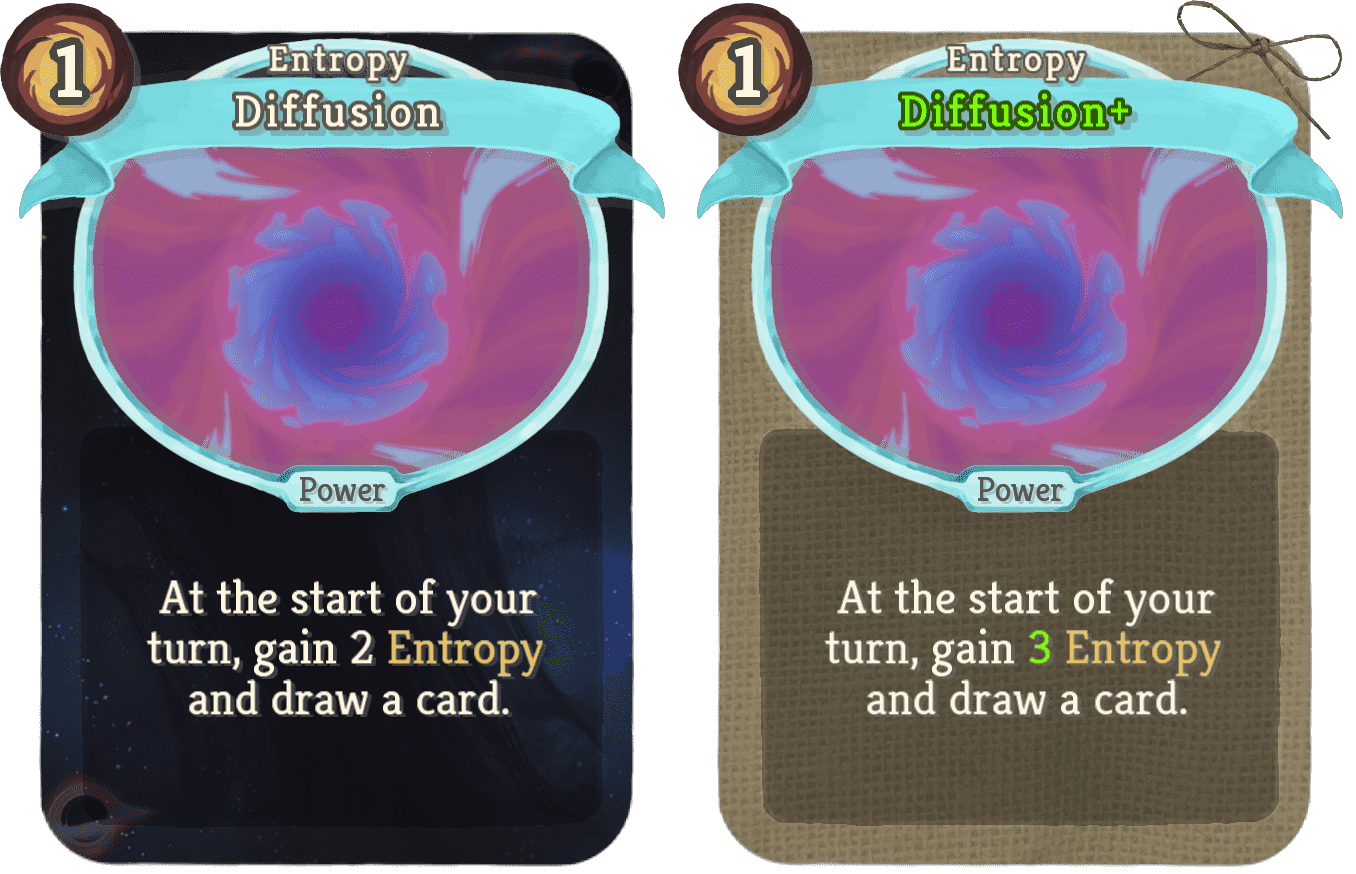 1
Entropy
Diffusion
Power
At the start of your
turn, gain 2 Entropy
and draw a card.
1
Entropy
Diffusion+
Power
At the start of your
turn, gain 3 Entropy
and draw a card.